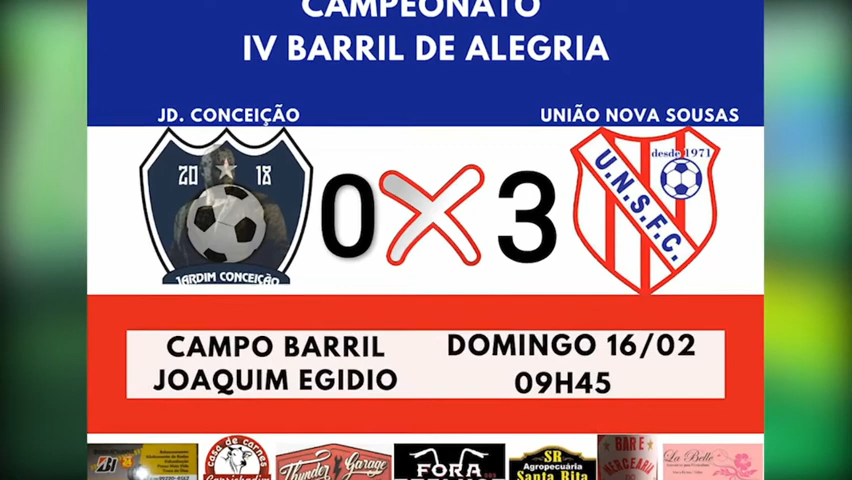 CAMPEONATO
IV BARRIL DE ALEGRIA
JD. CONCEIÇÃO
UNIÃO NOVA SOUSAS
20 18
JARDIM CONCEIÇÃO
0 X 3
desde 1971
U.N.S.F.C.
CAMPO BARRIL
JOAQUIM EGIDIO
DOMINGO 16/02
09H45
casa de carnes
Thunder Garage
FORA
SB
Agropecuária
Santa Rita
BAR E
MERCEARIA
La Belle